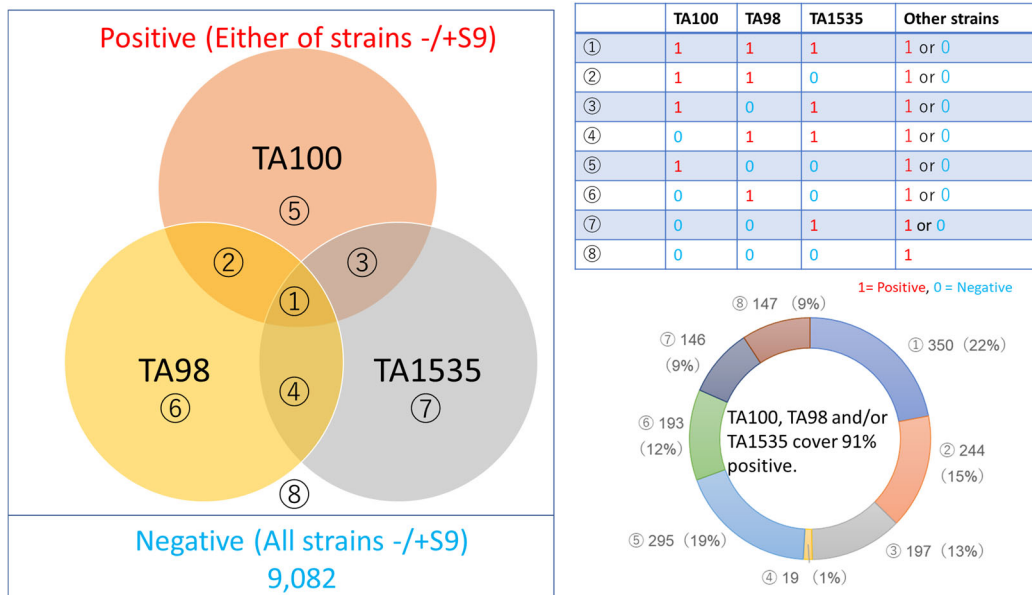 Positive (Either of strains -/+S9)
TA100
⑤
②
③
①
TA98
⑥
④
TA1535
⑦
⑧
Negative (All strains -/+S9)
9,082
TA100 TA98 TA1535 Other strains
① 1 1 1 1 or 0
② 1 1 0 1 or 0
③ 1 0 1 1 or 0
④ 0 1 1 1 or 0
⑤ 1 0 0 1 or 0
⑥ 0 1 0 1 or 0
⑦ 0 0 1 1 or 0
⑧ 0 0 0 1
1= Positive, 0 = Negative
⑧ 147 (9%)
① 350 (22%)
⑦ 146
(9%)
⑥ 193
(12%)
TA100, TA98 and/or
TA1535 cover 91%
positive.
② 244
(15%)
⑤ 295 (19%)
③ 197 (13%)
④ 19 (1%)